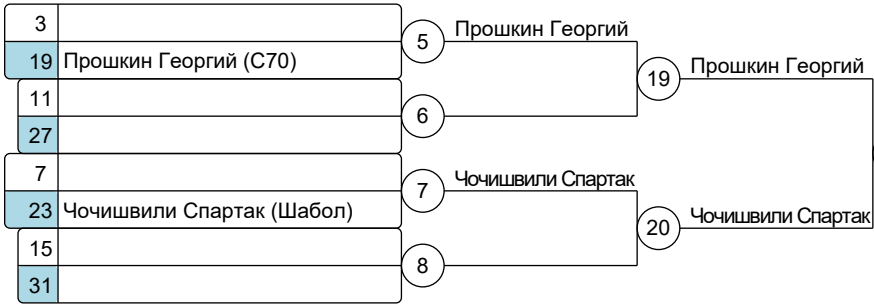 3
5
Прошкин Георгий
19 Прошкин Георгий (С70)
19
Прошкин Георгий
11
6
27
7
7
Чочишвили Спартак
23 Чочишвили Спартак (Шабол)
20
Чочишвили Спартак
15
8
31